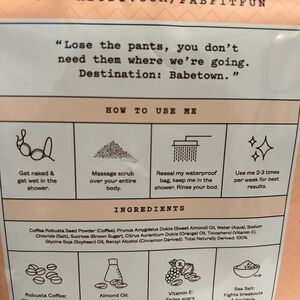 /FABFITFUN
"Lose the pants, you don't
need them where we're going.
Destination: Babetown."
HOW TO USE ME
Get naked &
get wet in the
shower.
Massage scrub
over your entire
body.
Reseal my waterproof
bag, keep me in the
shower. Rinse your bod.
Use me 2-3 times
per week for best
results.
INGREDIENTS
Coffea Robusta Seed Powder (Coffee), Prunus Amygdalus Dulcis (Sweet Almond) Oil, Water (Aqua), Sodium
Chloride (Salt), Sucrose (Brown Sugar), Citrus Aurantium Dulcis (Orange) Oil, Tocopherol (Vitamin E),
Glycine Soja (Soybean) Oil, Benzyl Alcohol (Cinnamon Derived). Total Naturally Derived: 100%
Robusta Coffee:
Almond Oil:
Vitamin E:
Fades scars
Sea Salt:
Fights breakouts